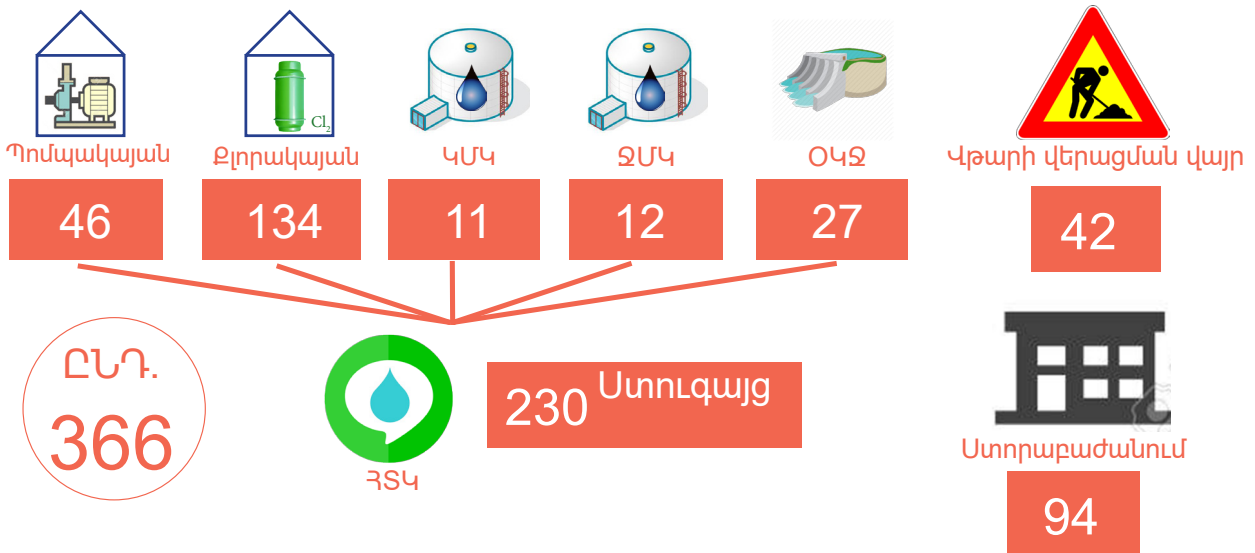 Cl2
Պոմպակայան
Քլորակայան
ԿՄԿ
ՋՄԿ
ՕԿՋ
Վթարի վերացման վայր
46
134
11
12
27
42
ԸՆԴ.
366
ՀՏԿ
230 Ստուգայց
Ստորաբաժանում
94